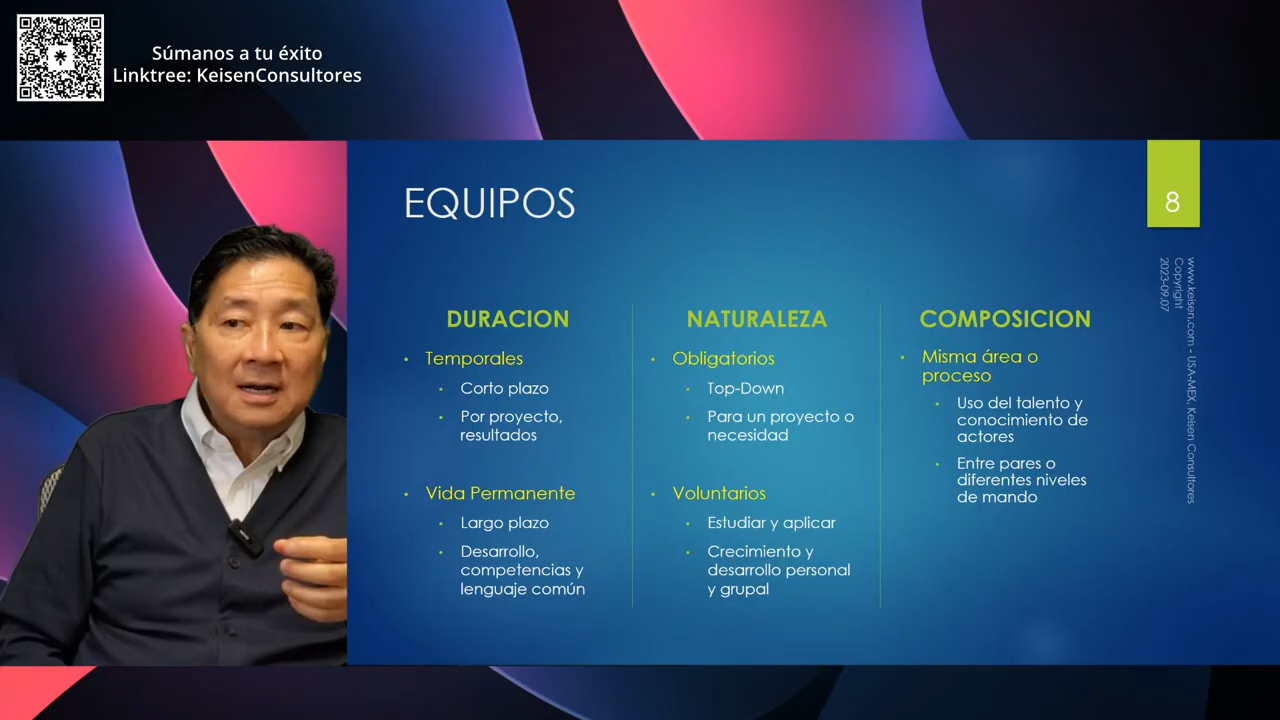 Súmanos a tu éxito
Linktree: KeisenConsultores
EQUIPOS
8
www.keisen.com - USA-MEX, Keisen Consultores
Copyright
2023-09.07
DURACION
Temporales
Corto plazo
Por proyecto,
resultados
Vida Permanente
Largo plazo
Desarrollo,
competencias y
lenguaje común
NATURALEZA
Obligatorios
Top-Down
Para un proyecto o
necesidad
Voluntarios
Estudiar y aplicar
Crecimiento y
desarrollo personal
y grupal
COMPOSICION
Misma área o
proceso
Uso del talento y
conocimiento de
actores
Entre pares o
diferentes niveles
de mando